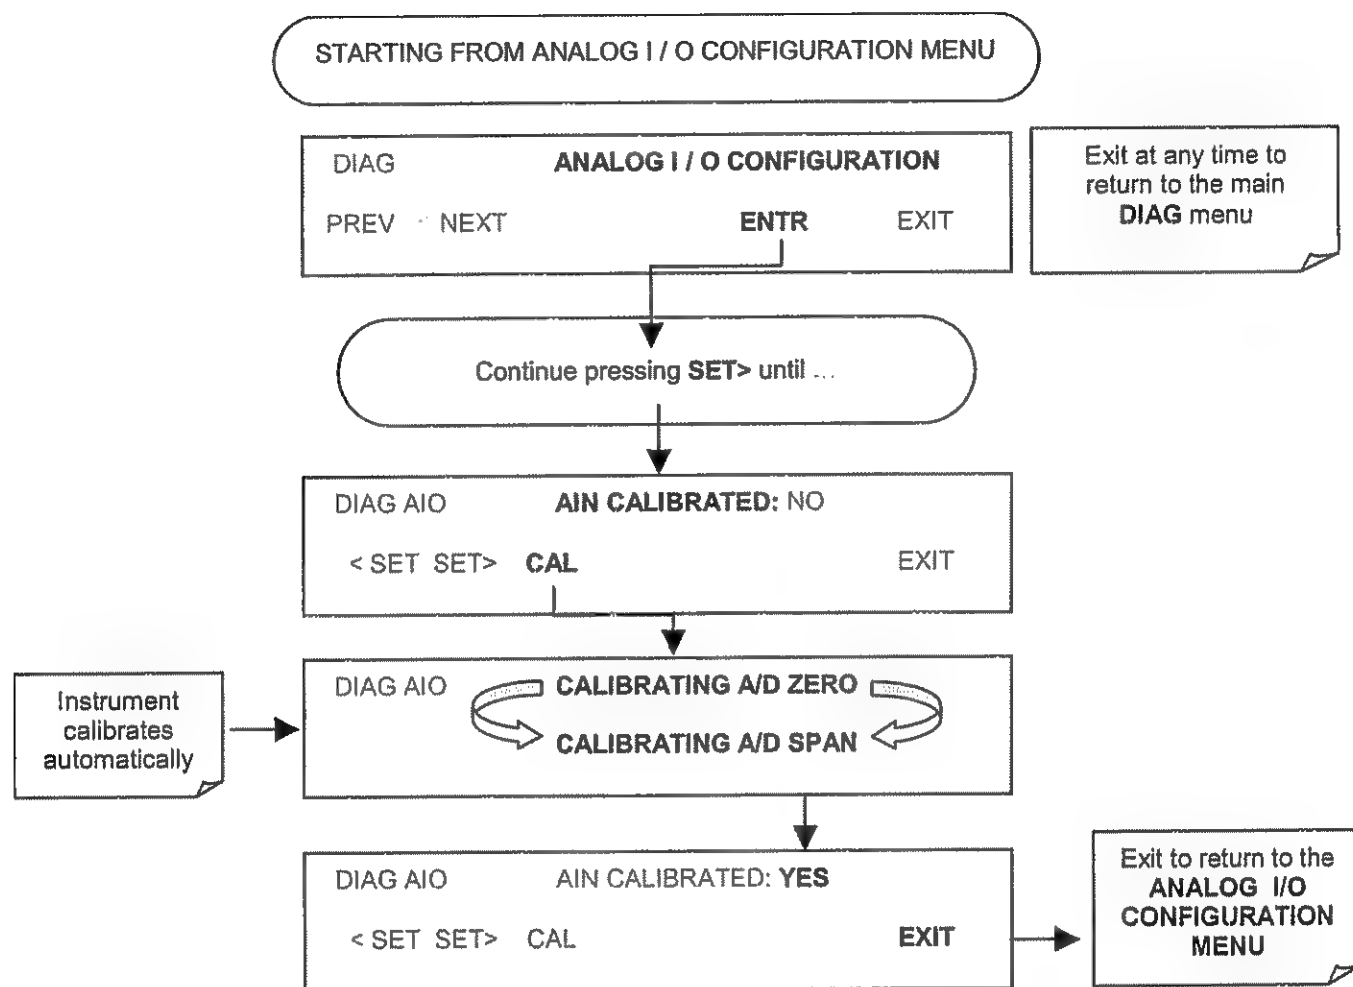 STARTING FROM ANALOG I / O CONFIGURATION MENU
DIAG ANALOG I / O CONFIGURATION
PREV NEXT ENTR EXIT
Exit at any time to
return to the main
DIAG menu
Continue pressing SET> until ...
DIAG AIO AIN CALIBRATED: NO
< SET SET> CAL EXIT
Instrument
calibrates
automatically
DIAG AIO CALIBRATING A/D ZERO
CALIBRATING A/D SPAN
DIAG AIO AIN CALIBRATED: YES
< SET SET> CAL EXIT
Exit to return to the
ANALOG I/O
CONFIGURATION
MENU